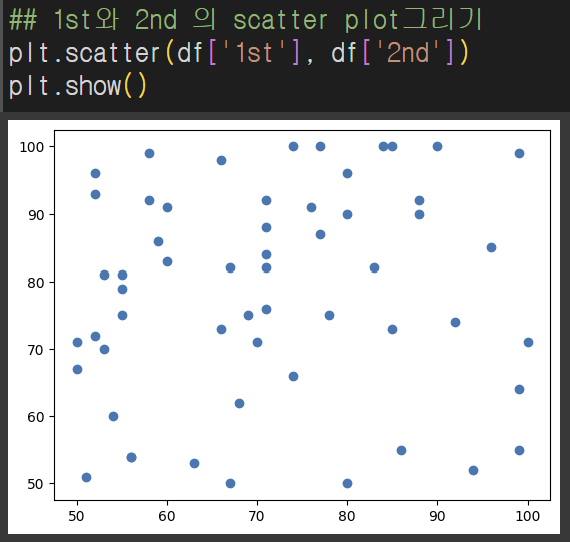 ## 1st와 2nd 의 scatter plot그리기
plt.scatter(df['1st'], df['2nd'])
plt.show()
100
90
80
70
60
50
50 60 70 80 90 100